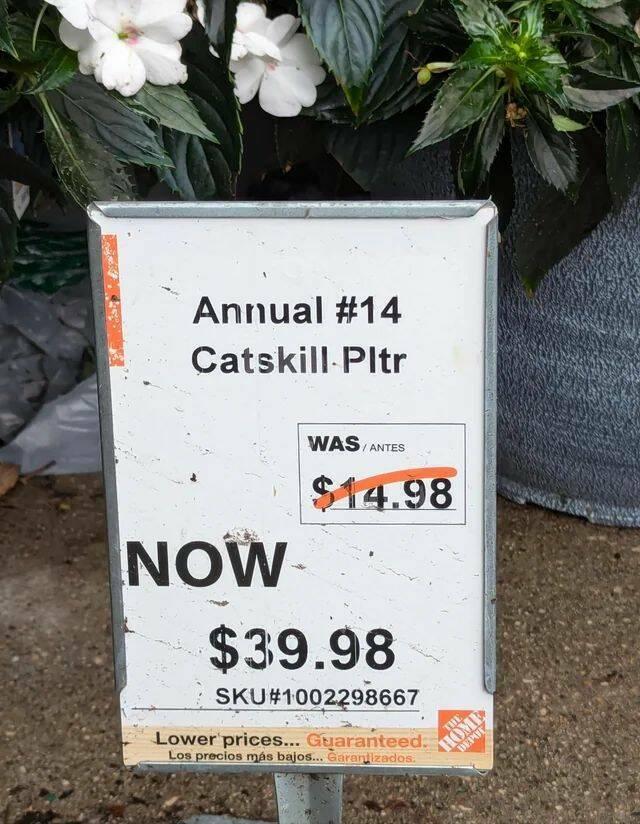 Annual #14
Catskill Pltr
WAS / ANTES
$14.98
NOW
$39.98
SKU#1002298667
Lower prices... Guaranteed.
Los precios más bajos... Garantizados.
THE
HOME
DEPOT